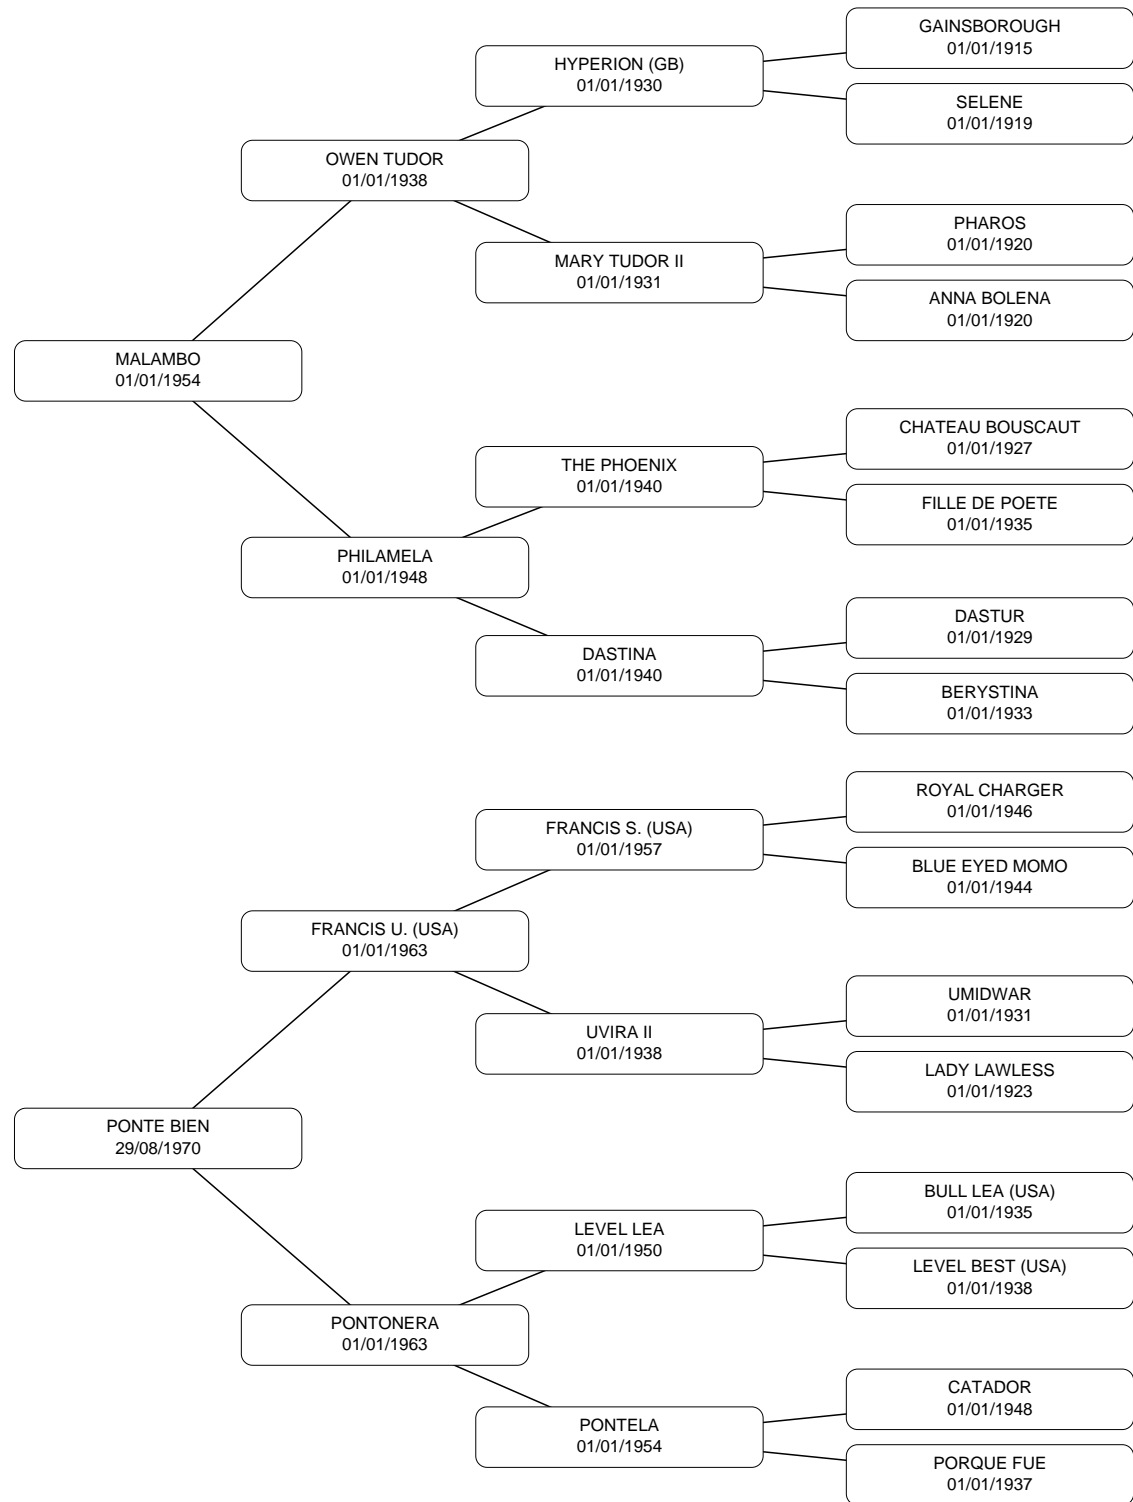 GAINSBOROUGH
01/01/1915
HYPERION (GB)
01/01/1930
SELENE
01/01/1919
OWEN TUDOR
01/01/1938
PHAROS
01/01/1920
MARY TUDOR II
01/01/1931
ANNA BOLENA
01/01/1920
MALAMBO
01/01/1954
CHATEAU BOUSCAUT
01/01/1927
THE PHOENIX
01/01/1940
FILLE DE POETE
01/01/1935
PHILAMELA
01/01/1948
DASTUR
01/01/1929
DASTINA
01/01/1940
BERYSTINA
01/01/1933
ROYAL CHARGER
01/01/1946
FRANCIS S. (USA)
01/01/1957
BLUE EYED MOMO
01/01/1944
FRANCIS U. (USA)
01/01/1963
UMIDWAR
01/01/1931
UVIRA II
01/01/1938
LADY LAWLESS
01/01/1923
PONTE BIEN
29/08/1970
BULL LEA (USA)
01/01/1935
LEVEL LEA
01/01/1950
LEVEL BEST (USA)
01/01/1938
PONTONERA
01/01/1963
CATADOR
01/01/1948
PONTELA
01/01/1954
PORQUE FUE
01/01/1937